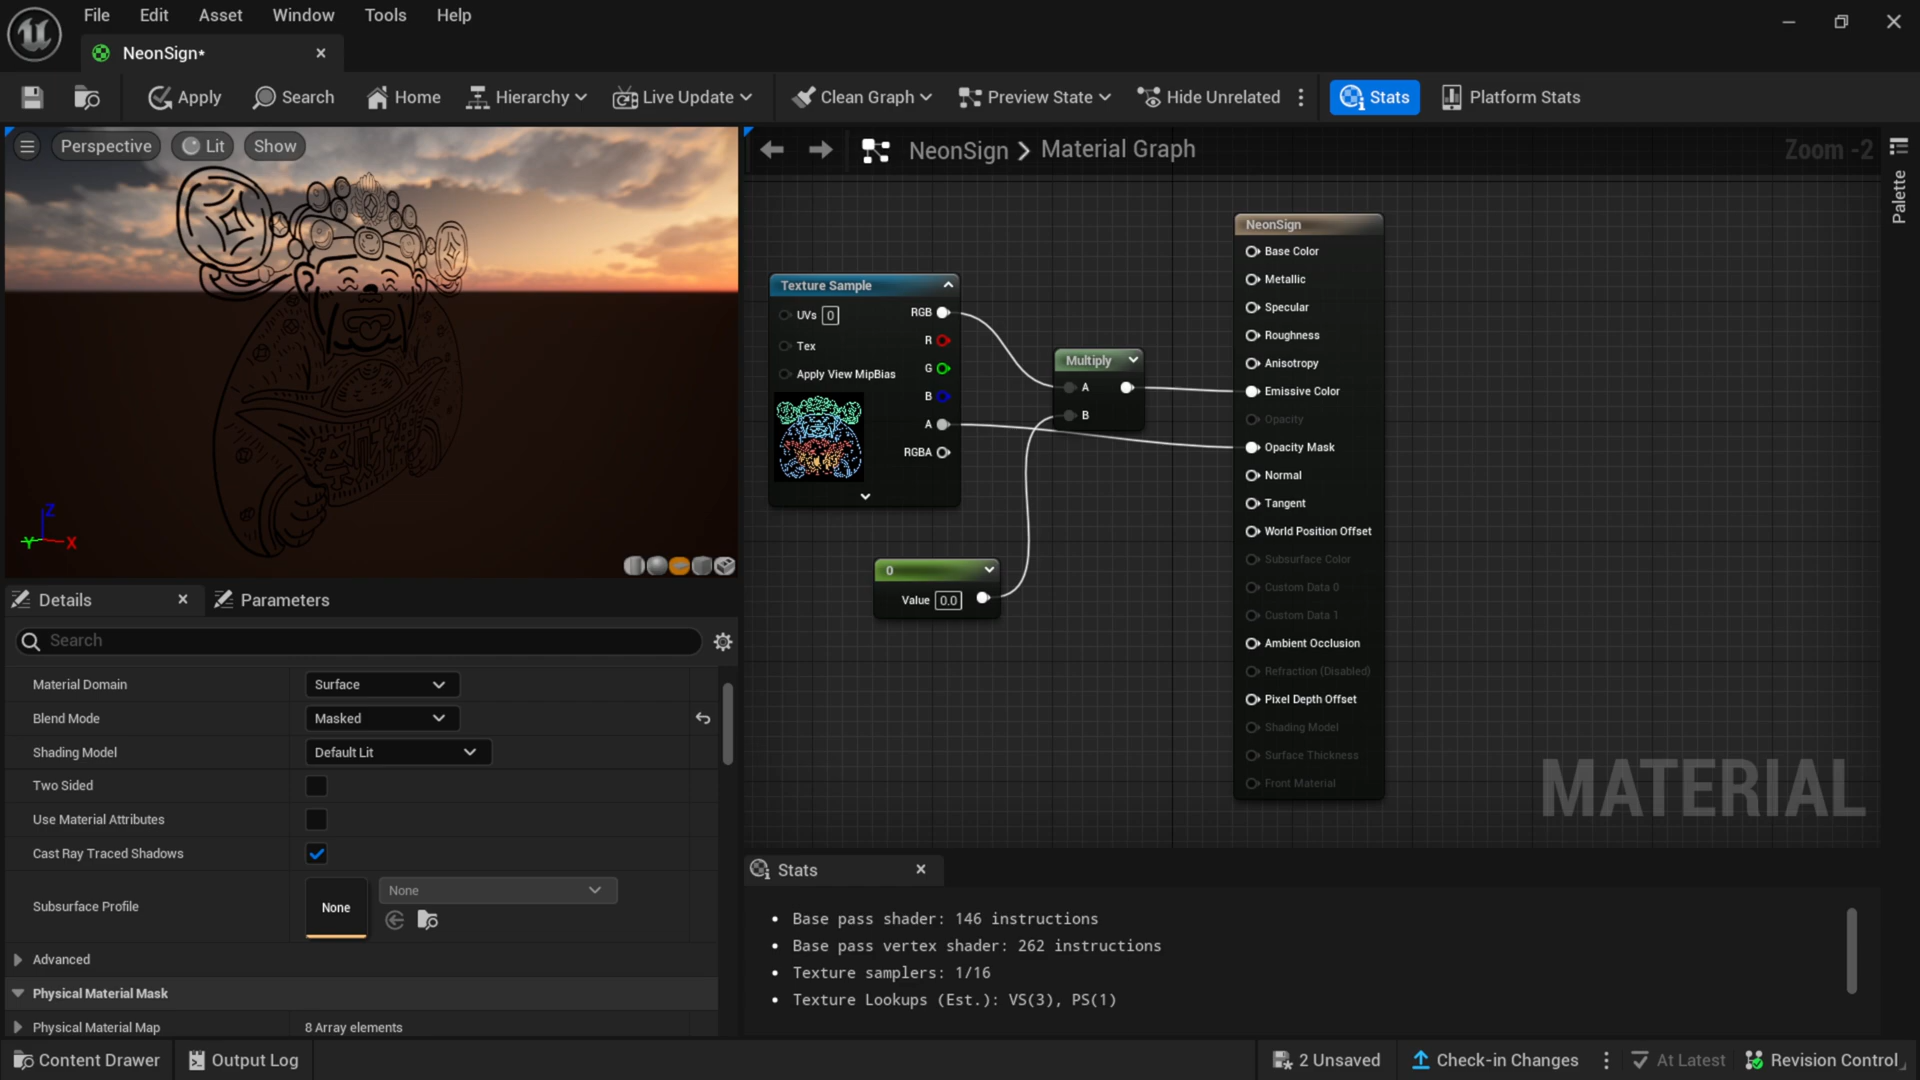 File Edit Asset Window Tools Help
NeonSign*
Apply Search Home Hierarchy Live Update Clean Graph Preview State Hide Unrelated Stats Platform Stats
Perspective Lit Show
Z
Y
X
NeonSign Material Graph
Zoom -2
Palette
Texture Sample
UVs 0
Tex
Apply View MipBias
RGB
R
G
B
A
RGBA
Multiply
A
B
0
Value 0.0
NeonSign
Base Color
Metallic
Specular
Roughness
Anisotropy
Emissive Color
Opacity
Opacity Mask
Normal
Tangent
World Position Offset
Subsurface Color
Custom Data 0
Custom Data 1
Ambient Occlusion
Refraction (Disabled)
Pixel Depth Offset
Shading Model
Surface Thickness
Front Material
MATERIAL
Details Parameters
Search
Material Domain Surface
Blend Mode Masked
Shading Model Default Lit
Two Sided
Use Material Attributes
Cast Ray Traced Shadows
Subsurface Profile None None
Advanced
Physical Material Mask
Physical Material Map 8 Array elements
Stats
• Base pass shader: 146 instructions
• Base pass vertex shader: 262 instructions
• Texture samplers: 1/16
• Texture Lookups (Est.): VS(3), PS(1)
Content Drawer Output Log 2 Unsaved Check-in Changes At Latest Revision Control